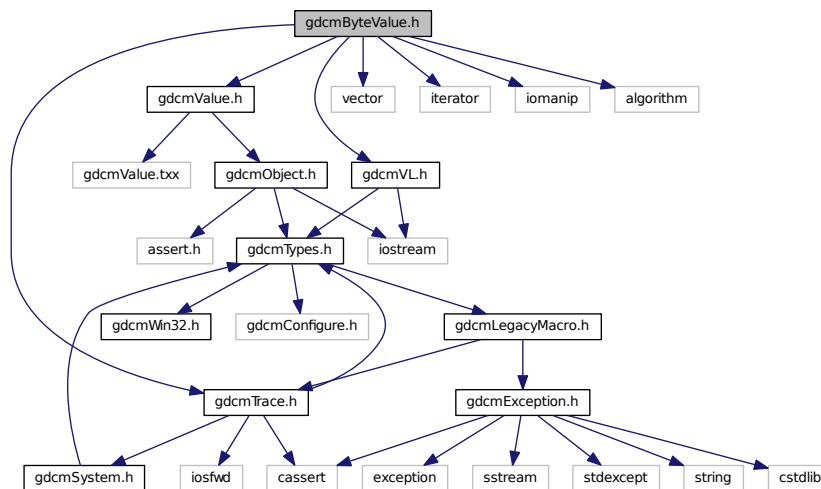 gdcmByteValue.h
gdcmValue.h
vector
iterator
iomanip
algorithm
gdcmValue.txx
gdcmObject.h
gdcmVL.h
assert.h
gdcmTypes.h
iostream
gdcmWin32.h
gdcmConfigure.h
gdcmLegacyMacro.h
gdcmTrace.h
gdcmException.h
gdcmSystem.h
iosfwd
cassert
exception
sstream
stdexcept
string
cstdlib